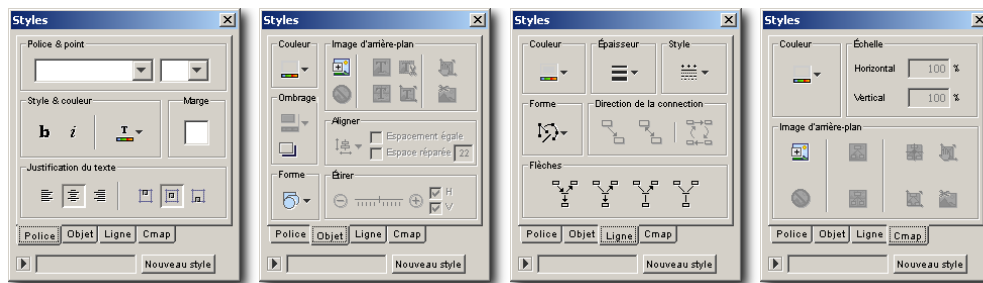 Styles
Police & point
Style & couleur
Marge
b i T
Justification du texte
Police Objet Ligne Cmap
Nouveau style
Styles
Couleur
Image d'arrière-plan
Ombrage
Aligner
Espacement égale
Espace réparée 22
Forme
Étirer
H
V
Police Objet Ligne Cmap
Nouveau style
Styles
Couleur
Épaisseur
Style
Forme
Direction de la connection
Flèches
Police Objet Ligne Cmap
Nouveau style
Styles
Couleur
Échelle
Horizontal 100 %
Vertical 100 %
Image d'arrière-plan
Police Objet Ligne Cmap
Nouveau style